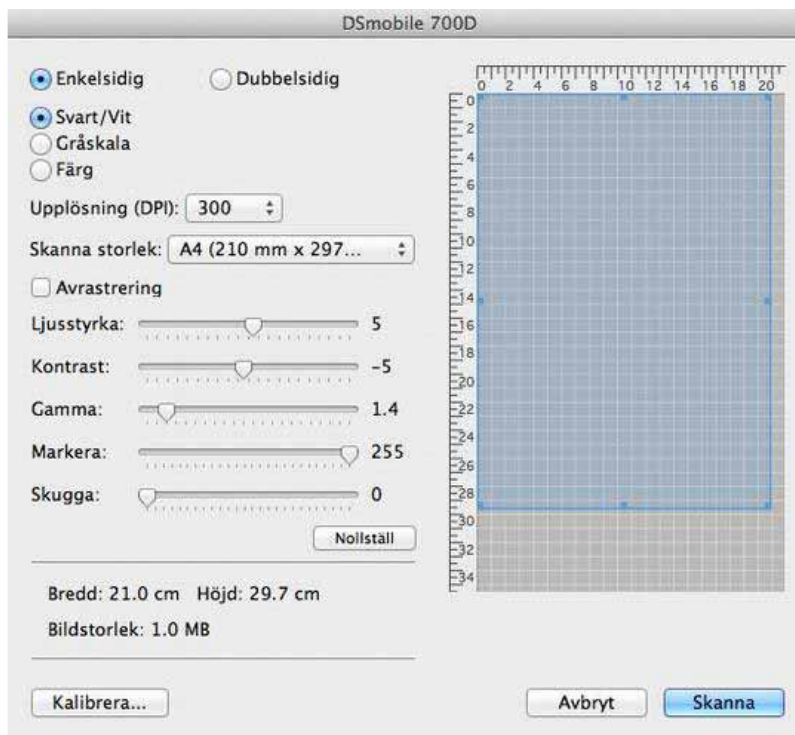 DSmobile 700D
Enkelsidig Dubbelsidig
Svart/Vit
Gråskala
Färg
Upplösning (DPI): 300
Skanna storlek: A4 (210 mm x 297...
Avrastrering
Ljusstyrka: 5
Kontrast: -5
Gamma: 1.4
Markera: 255
Skugga: 0
Nollställ
Bredd: 21.0 cm Höjd: 29.7 cm
Bildstorlek: 1.0 MB
Kalibrera...
0 2 4 6 8 10 12 14 16 18 20
0
2
4
6
8
10
12
14
16
18
20
22
24
26
28
30
32
34
Avbryt Skanna